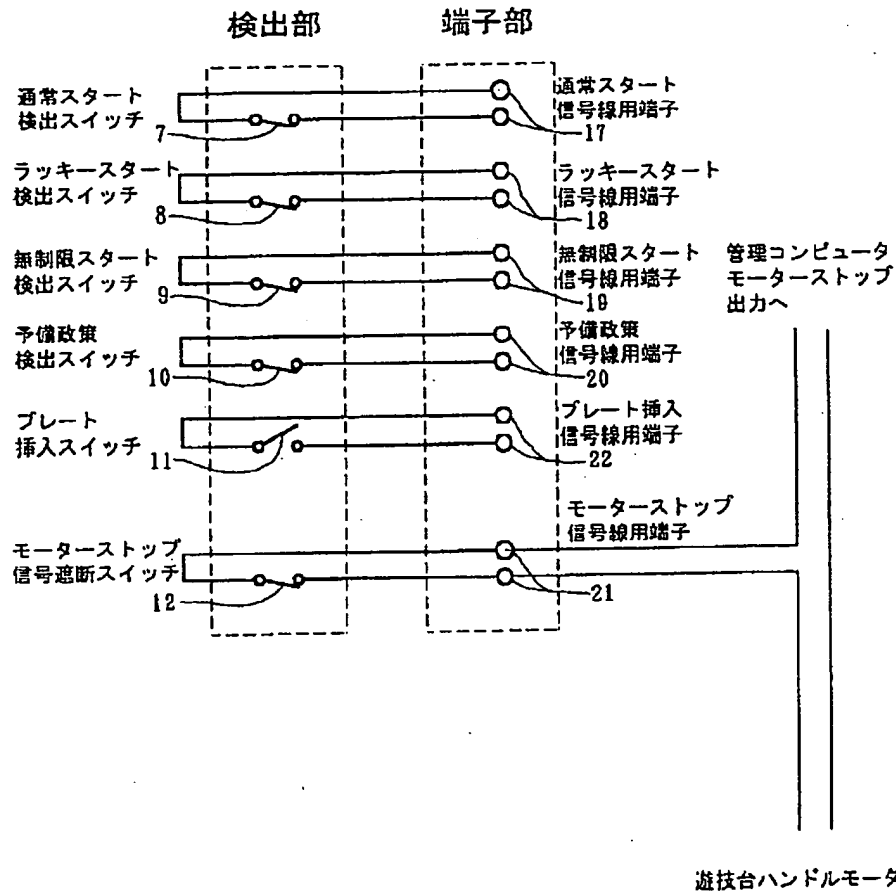 検出部
端子部
通常スタート
検出スイッチ
7
通常スタート
信号線用端子
17
ラッキースタート
検出スイッチ
8
ラッキースタート
信号線用端子
18
無制限スタート
検出スイッチ
9
無制限スタート
信号線用端子
19
管理コンピュータ
モーターストップ
出力へ
予備政策
検出スイッチ
10
予備政策
信号線用端子
20
プレート
挿入スイッチ
11
プレート挿入
信号線用端子
22
モーターストップ
信号線用端子
モーターストップ
信号遮断スイッチ
12
21
遊技台ハンドルモータ